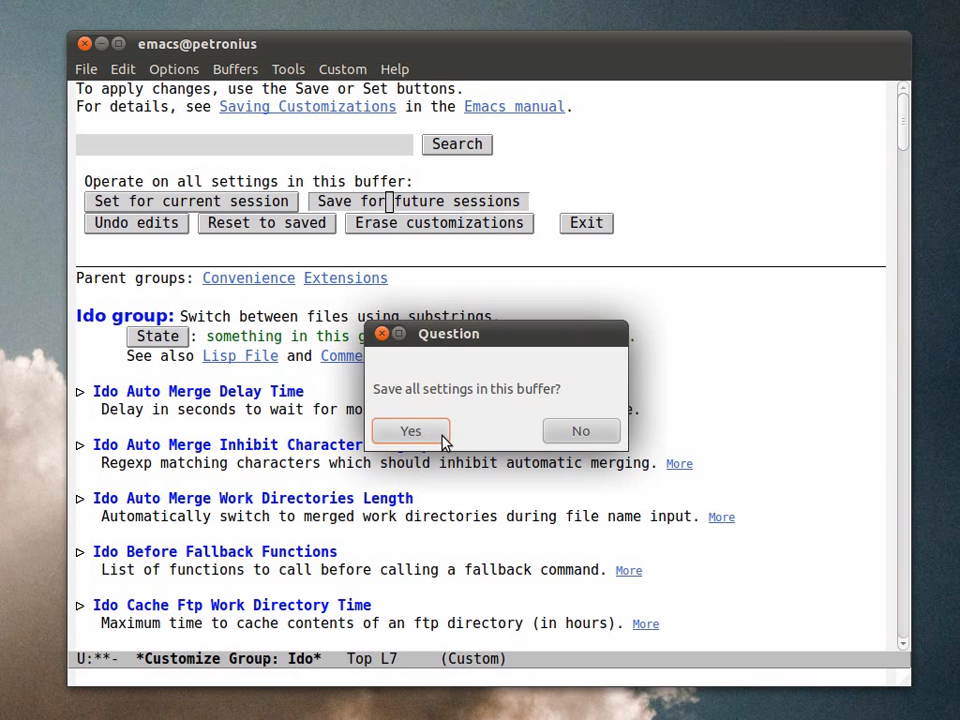 emacs@petronius
File Edit Options Buffers Tools Custom Help
To apply changes, use the Save or Set buttons.
For details, see Saving Customizations in the Emacs manual.
Search
Operate on all settings in this buffer:
Set for current session Save for future sessions
Undo edits Reset to saved Erase customizations Exit
Parent groups: Convenience Extensions
Ido group: Switch between files using substrings.
State : something in this g
See also Lisp File and Comme
Question
Save all settings in this buffer?
Yes No
▷ Ido Auto Merge Delay Time
Delay in seconds to wait for mo e.
▷ Ido Auto Merge Inhibit Character
Regexp matching characters which should inhibit automatic merging. More
▷ Ido Auto Merge Work Directories Length
Automatically switch to merged work directories during file name input. More
▷ Ido Before Fallback Functions
List of functions to call before calling a fallback command. More
▷ Ido Cache Ftp Work Directory Time
Maximum time to cache contents of an ftp directory (in hours). More
U:**- *Customize Group: Ido* Top L7 (Custom)